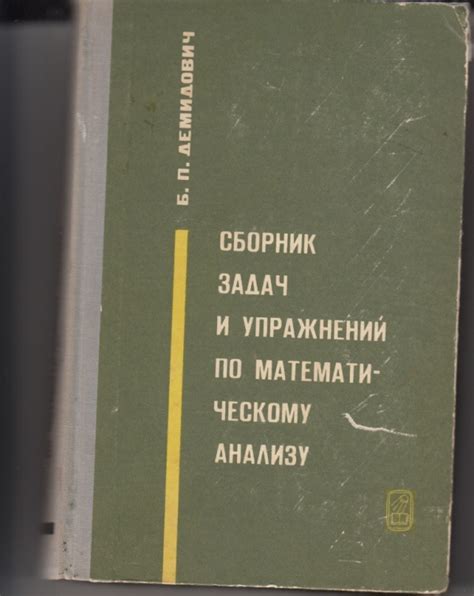 Б. П. ДЕМИДОВИЧ
СБОРНИК
ЗАДАЧ
И УПРАЖНЕНИЙ
ПО МАТЕМАТИ-
ЧЕСКОМУ
АНАЛИЗУ